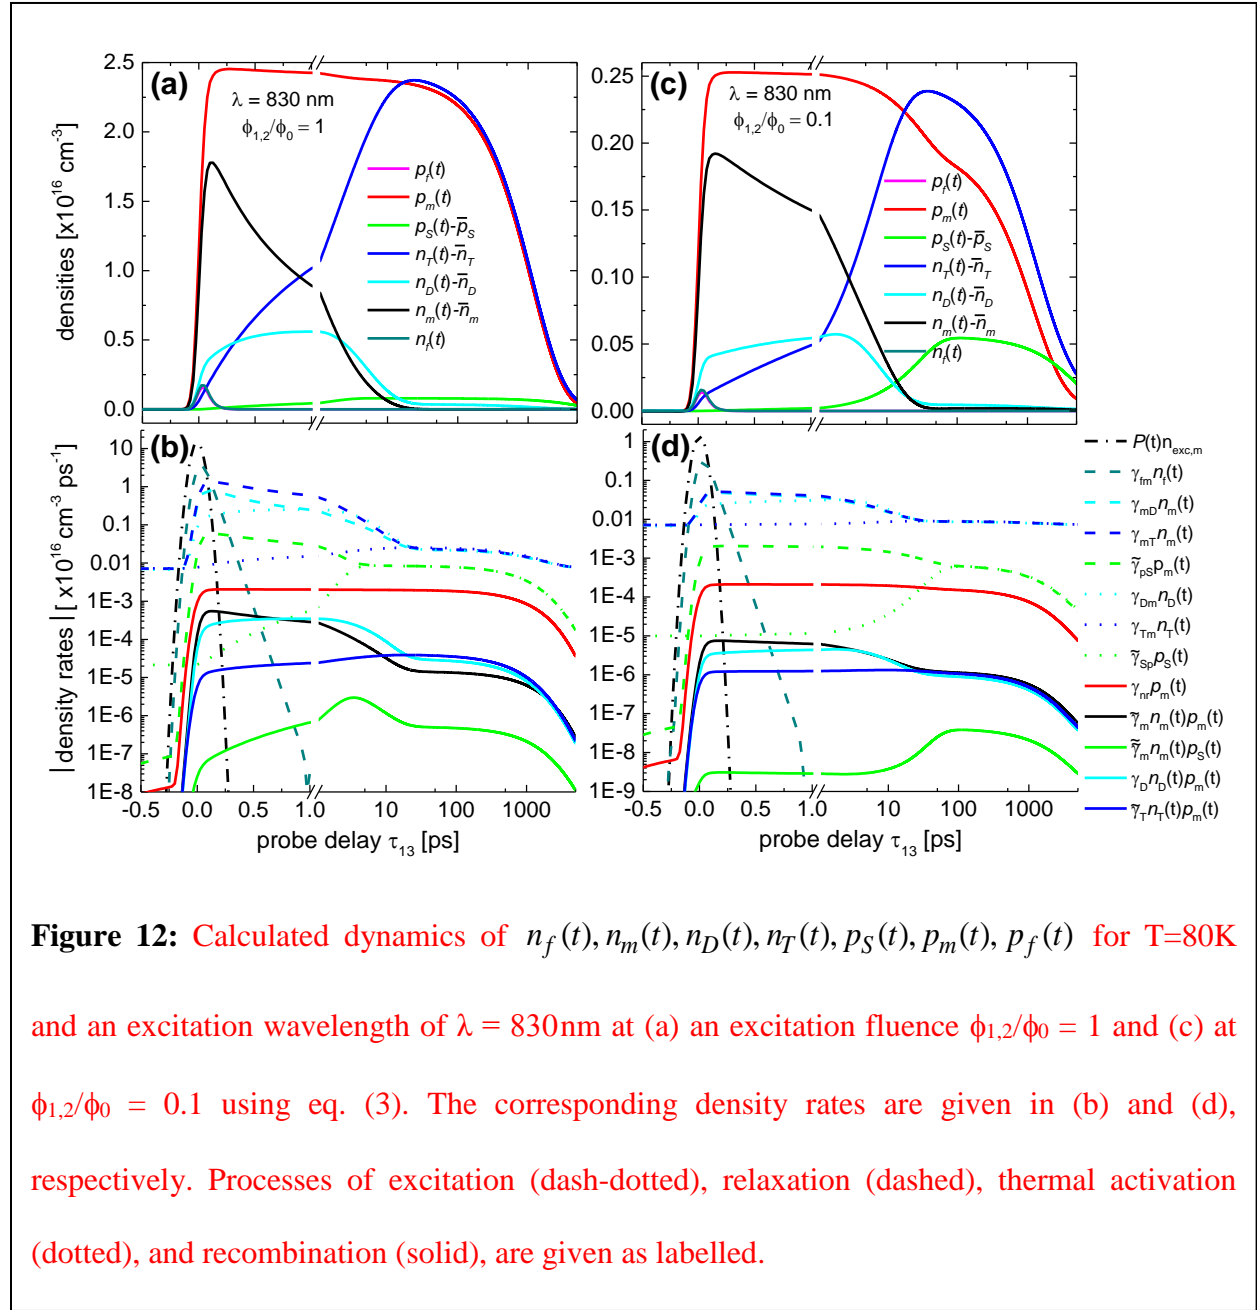 (a)
λ = 830 nm
ϕ1,2/ϕ0 = 1
pf(t)
pm(t)
pS(t)-p̅S
nT(t)-n̅T
nD(t)-n̅D
nm(t)-n̅m
nf(t)
densities [x10^16 cm^-3]
2.5
2.0
1.5
1.0
0.5
0.0
(c)
λ = 830 nm
ϕ1,2/ϕ0 = 0.1
pf(t)
pm(t)
pS(t)-p̅S
nT(t)-n̅T
nD(t)-n̅D
nm(t)-n̅m
nf(t)
0.25
0.20
0.15
0.10
0.05
0.00
(b)
|density rates| [ x10^16 cm^-3 ps^-1]
10
1
0.1
0.01
1E-3
1E-4
1E-5
1E-6
1E-7
1E-8
-0.5 0.0 0.5 1.0 10 100 1000
probe delay τ13 [ps]
(d)
1
0.1
0.01
1E-3
1E-4
1E-5
1E-6
1E-7
1E-8
1E-9
-0.5 0.0 0.5 1.0 10 100 1000
probe delay τ13 [ps]
P(t)nexc,m
γfmnf(t)
γmDnm(t)
γmTnm(t)
γ̃pSpm(t)
γDmnD(t)
γTmnT(t)
γ̃SppS(t)
γnrpm(t)
γ̃mnm(t)pm(t)
γ̃̃mnm(t)pS(t)
γDnD(t)pm(t)
γ̃TnT(t)pm(t)
Figure 12: Calculated dynamics of nf(t),nm(t),nD(t),nT(t),pS(t),pm(t),pf(t) for T=80K
and an excitation wavelength of λ = 830nm at (a) an excitation fluence ϕ1,2/ϕ0 = 1 and (c) at
ϕ1,2/ϕ0 = 0.1 using eq. (3). The corresponding density rates are given in (b) and (d),
respectively. Processes of excitation (dash-dotted), relaxation (dashed), thermal activation
(dotted), and recombination (solid), are given as labelled.